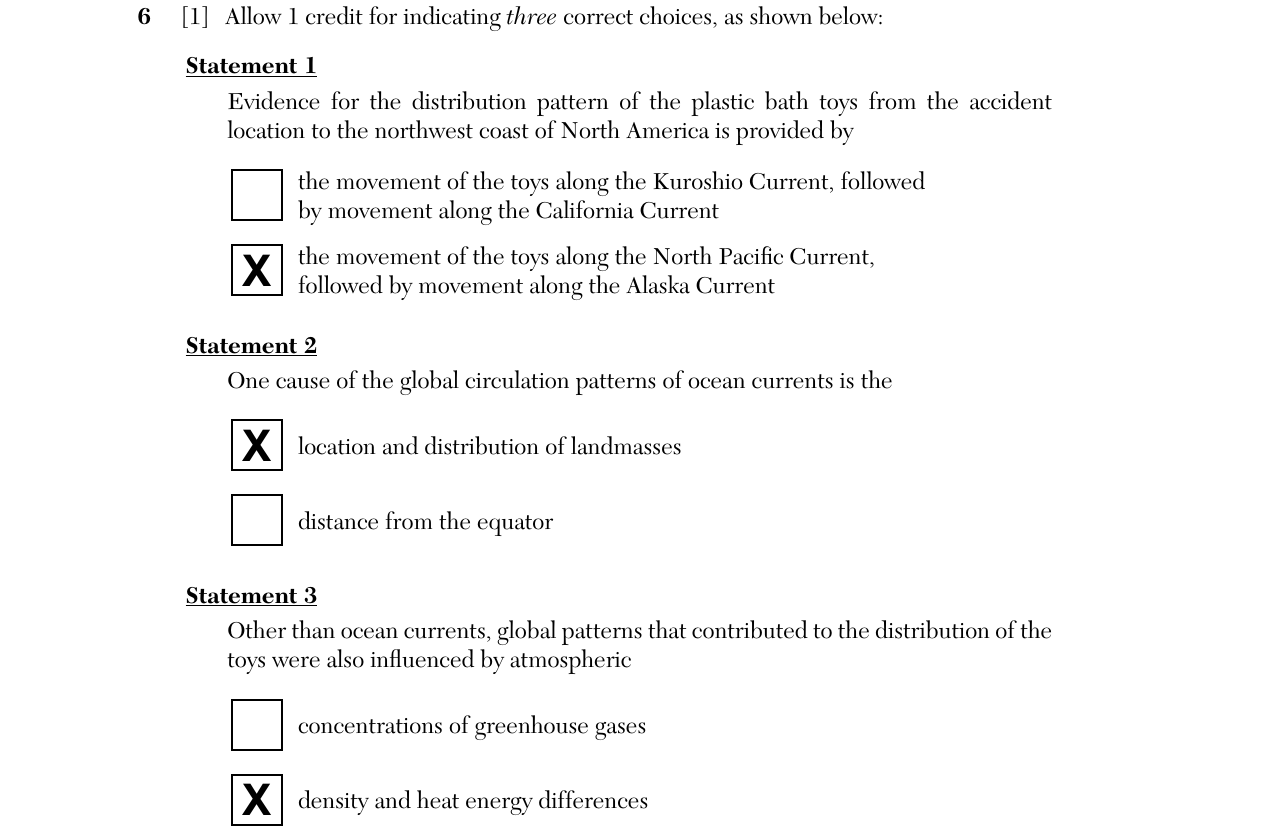 6 [1] Allow 1 credit for indicating three correct choices, as shown below:
Statement 1
Evidence for the distribution pattern of the plastic bath toys from the accident
location to the northwest coast of North America is provided by
the movement of the toys along the Kuroshio Current, followed
by movement along the California Current
X the movement of the toys along the North Pacific Current,
followed by movement along the Alaska Current
Statement 2
One cause of the global circulation patterns of ocean currents is the
X location and distribution of landmasses
distance from the equator
Statement 3
Other than ocean currents, global patterns that contributed to the distribution of the
toys were also influenced by atmospheric
concentrations of greenhouse gases
X density and heat energy differences